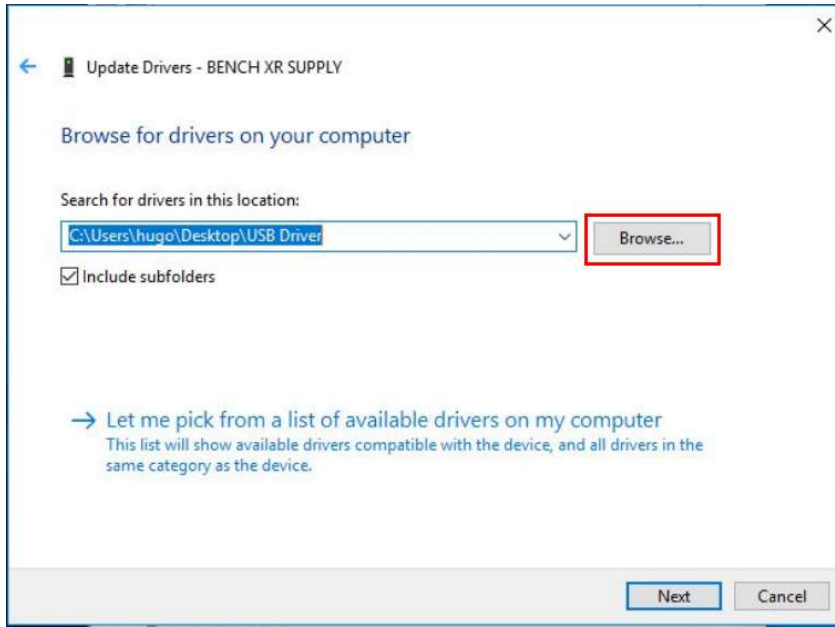 Update Drivers - BENCH XR SUPPLY
Browse for drivers on your computer
Search for drivers in this location:
C:\Users\hugo\Desktop\USB Driver
Browse...
Include subfolders
Let me pick from a list of available drivers on my computer
This list will show available drivers compatible with the device, and all drivers in the
same category as the device.
Next
Cancel